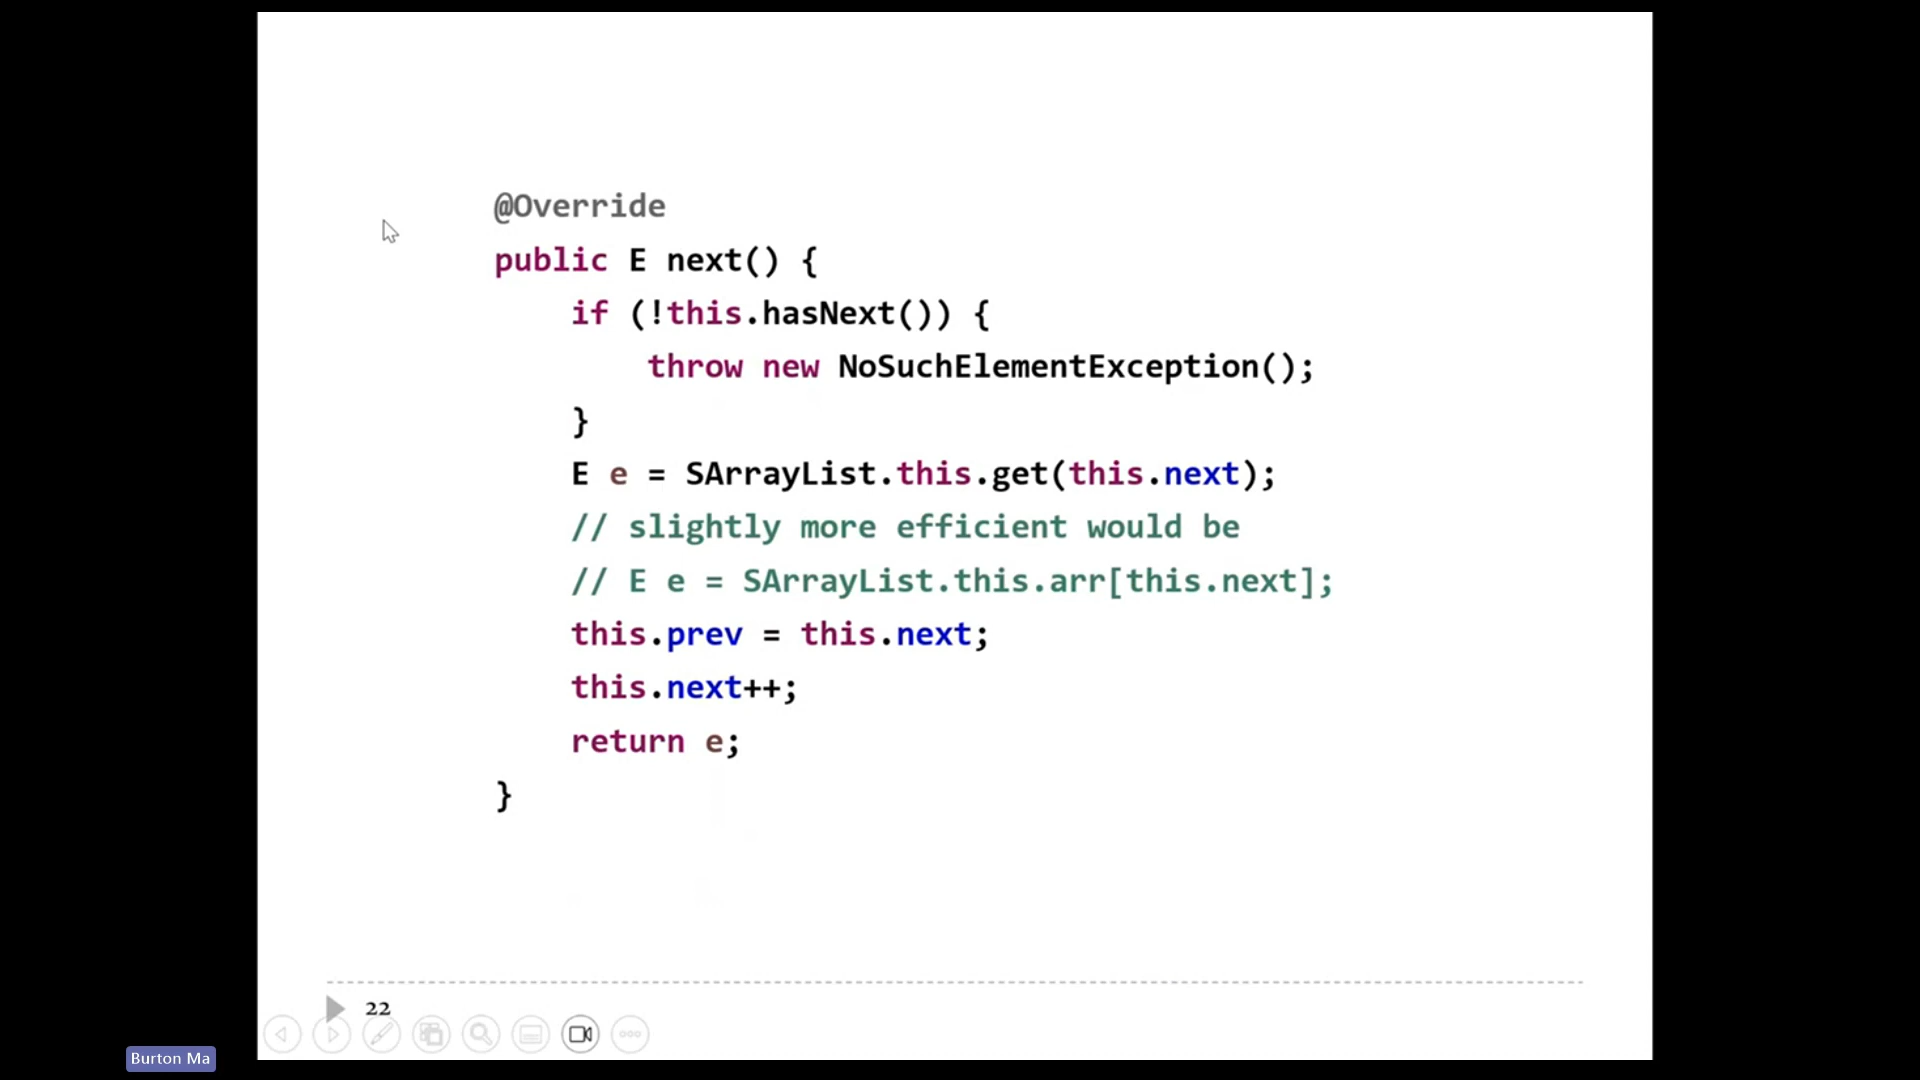 @Override
public E next() {
if (!this.hasNext()) {
throw new NoSuchElementException();
}
E e = SArrayList.this.get(this.next);
// slightly more efficient would be
// E e = SArrayList.this.arr[this.next];
this.prev = this.next;
this.next++;
return e;
}
22
Burton Ma